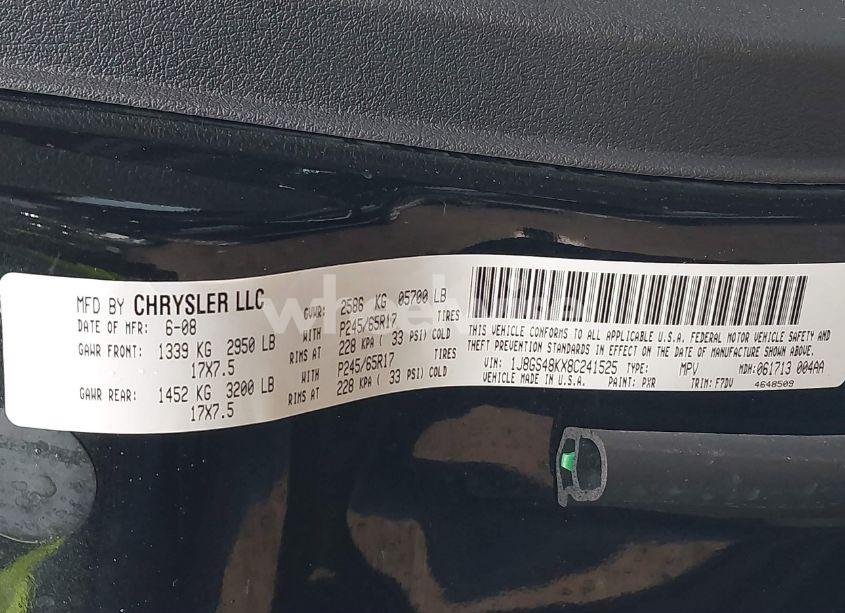 MFD BY CHRYSLER LLC
DATE OF MFR: 6-08
GVWR: 2586 KG 05700 LB
GAWR FRONT: 1339 KG 2950 LB
WITH P245/65R17 TIRES
17X7.5 RIMS AT 228 KPA ( 33 PSI) COLD
GAWR REAR: 1452 KG 3200 LB
WITH P245/65R17 TIRES
17X7.5 RIMS AT 228 KPA ( 33 PSI) COLD
THIS VEHICLE CONFORMS TO ALL APPLICABLE U.S.A. FEDERAL MOTOR VEHICLE SAFETY AND
THEFT PREVENTION STANDARDS IN EFFECT ON THE DATE OF MANUFACTURE SHOWN ABOVE.
VIN: 1J8GS48KX8C241525 TYPE: MPV MDH: 061713 004AA
VEHICLE MADE IN U.S.A. PAINT: PXR TRIM: F7DV 4648509